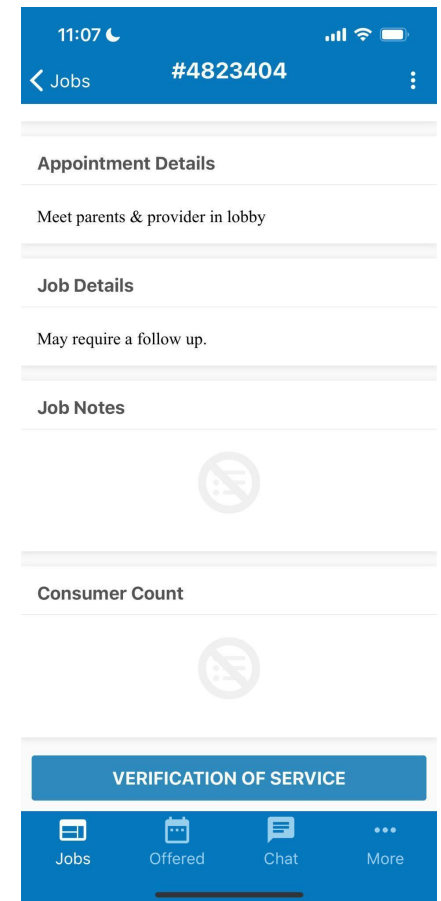 11:07
Jobs
#4823404
Appointment Details
Meet parents & provider in lobby
Job Details
May require a follow up.
Job Notes
Consumer Count
VERIFICATION OF SERVICE
Jobs
Offered
Chat
More